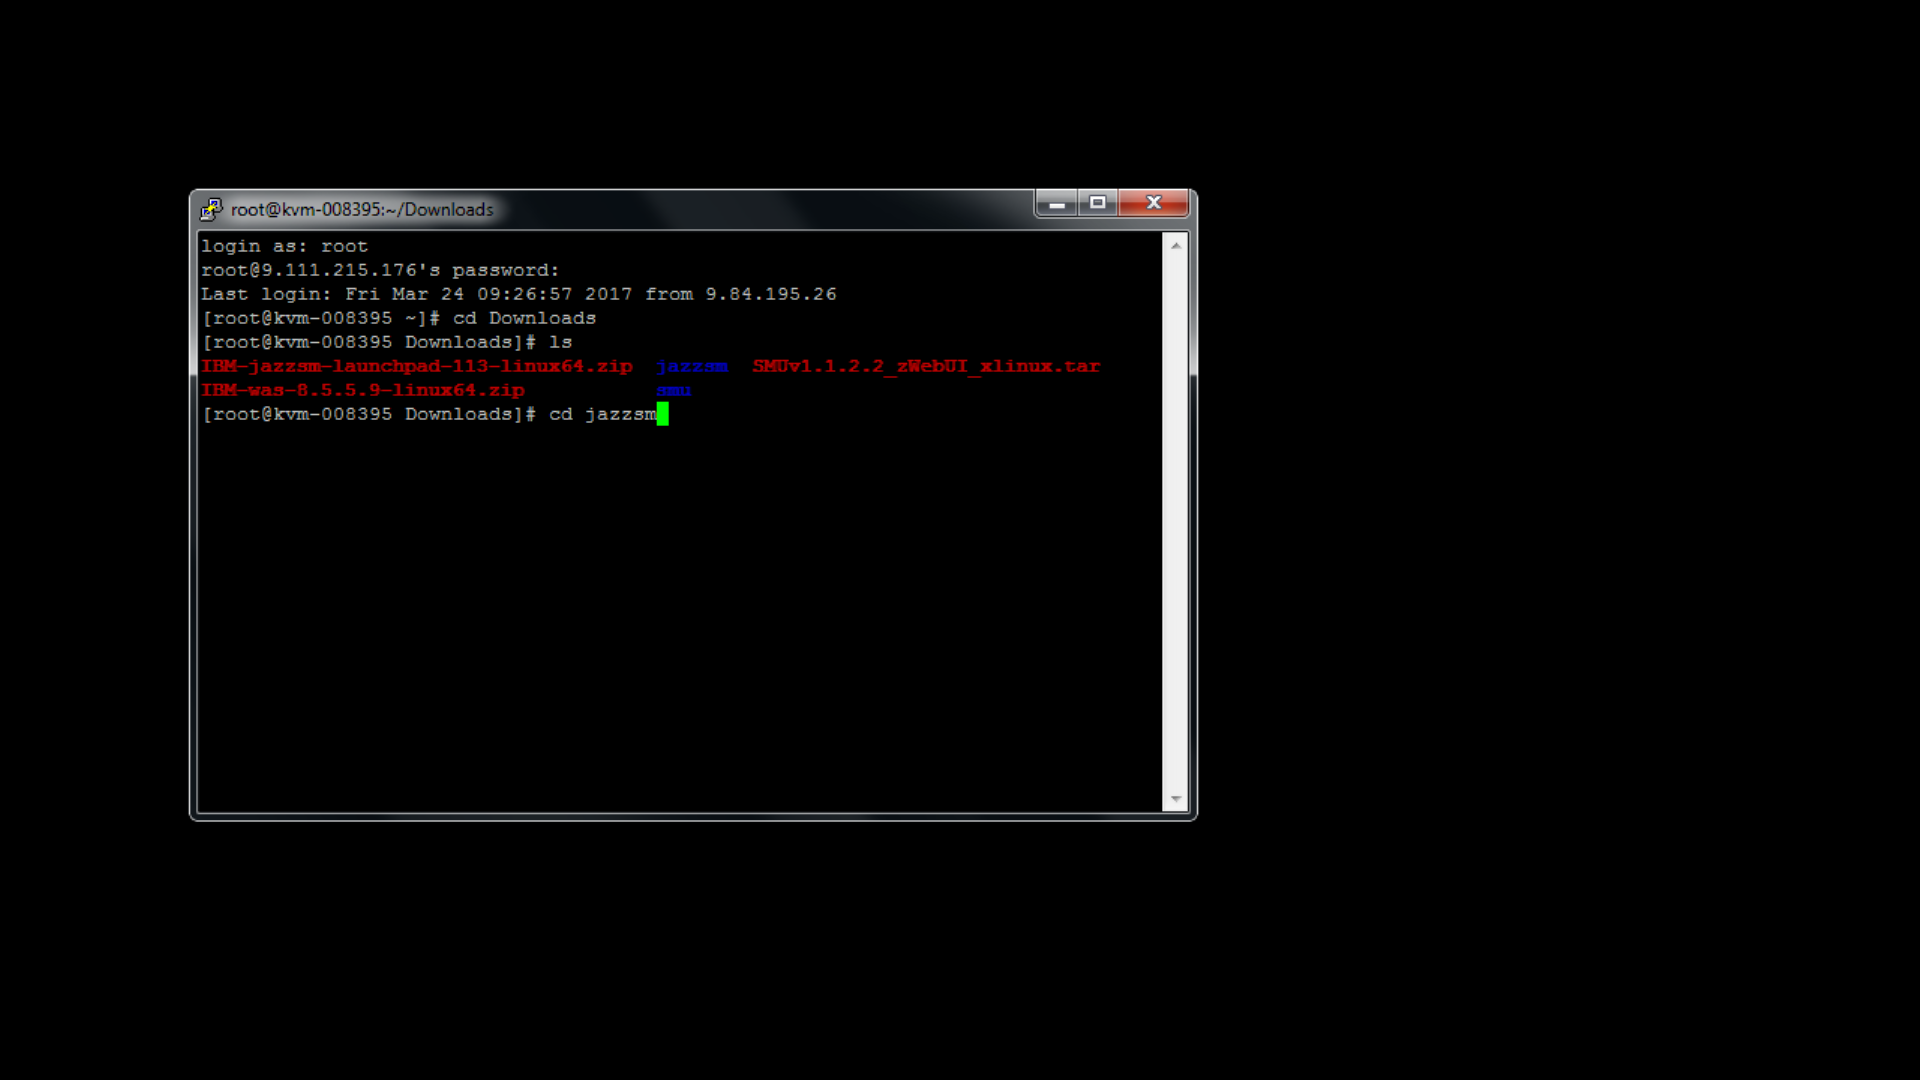 root@kvm-008395:~/Downloads
login as: root
root@9.111.215.176's password:
Last login: Fri Mar 24 09:26:57 2017 from 9.84.195.26
[root@kvm-008395 ~]# cd Downloads
[root@kvm-008395 Downloads]# ls
IBM-jazzsm-launchpad-113-linux64.zip  jazzsm  SMUv1.1.2.2_zWebUI_xlinux.tar
IBM-was-8.5.5.9-linux64.zip           smu
[root@kvm-008395 Downloads]# cd jazzsm